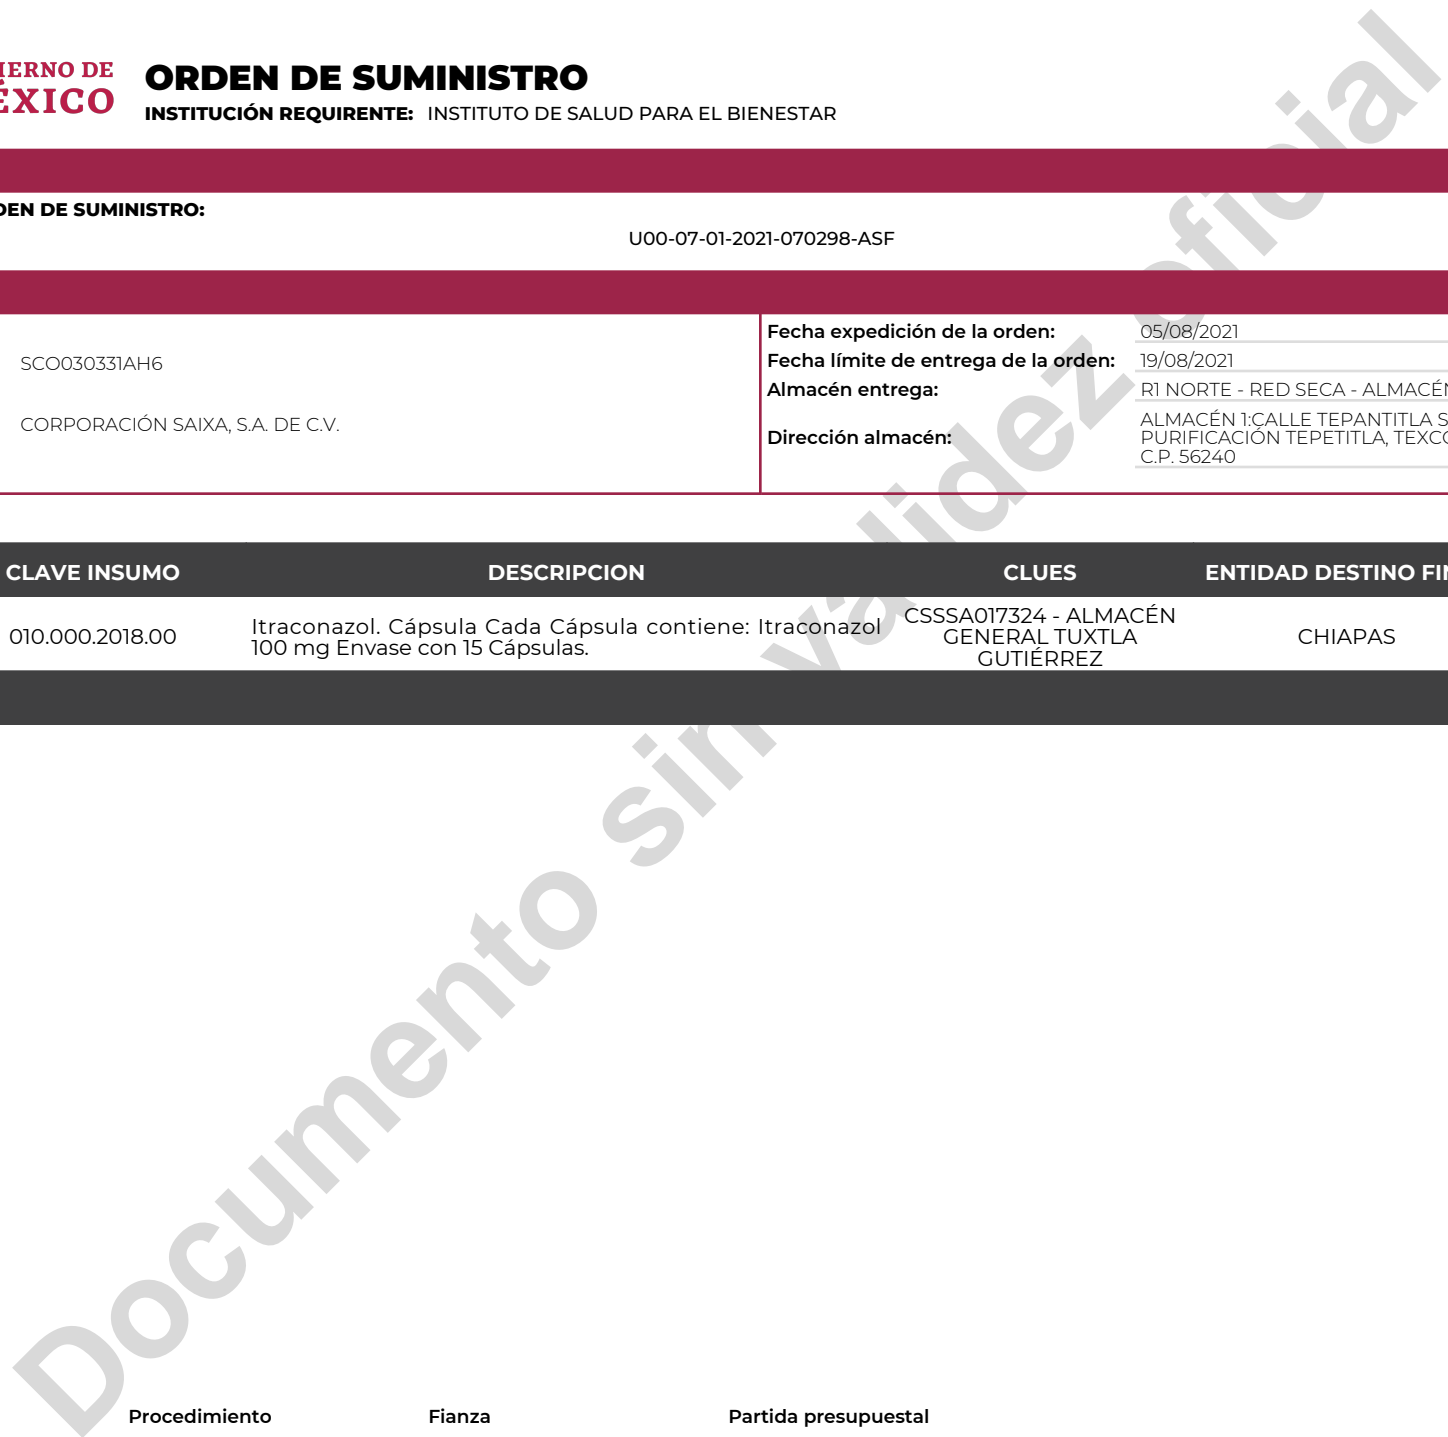 IERNO DE
ÉXICO
ORDEN DE SUMINISTRO
INSTITUCIÓN REQUIRENTE: INSTITUTO DE SALUD PARA EL BIENESTAR
DEN DE SUMINISTRO:
U00-07-01-2021-070298-ASF
SCO030331AH6
CORPORACIÓN SAIXA, S.A. DE C.V.
Fecha expedición de la orden: 05/08/2021
Fecha límite de entrega de la orden: 19/08/2021
Almacén entrega: R1 NORTE - RED SECA - ALMACÉN
Dirección almacén: ALMACÉN 1:CALLE TEPANTITLA S
PURIFICACIÓN TEPETITLA, TEXCO
C.P. 56240
CLAVE INSUMO DESCRIPCION CLUES ENTIDAD DESTINO FIN
010.000.2018.00
Itraconazol. Cápsula Cada Cápsula contiene: Itraconazol
100 mg Envase con 15 Cápsulas.
CSSSA017324 - ALMACÉN
GENERAL TUXTLA
GUTIÉRREZ
CHIAPAS
Documento sin validez oficial
Procedimiento Fianza Partida presupuestal